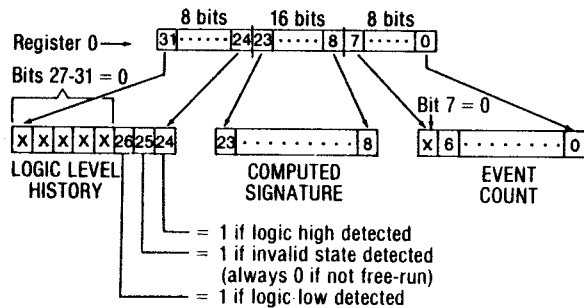 8 bits 16 bits 8 bits
Register 0 31 ······ 24 23 ····· 8 7 ····· 0
Bits 27-31 = 0
Bit 7 = 0
X X X X X 26 25 24
23 ········· 8
X 6 ········ 0
LOGIC LEVEL
HISTORY
COMPUTED
SIGNATURE
EVENT
COUNT
= 1 if logic high detected
= 1 if invalid state detected
(always 0 if not free-run)
= 1 if logic low detected